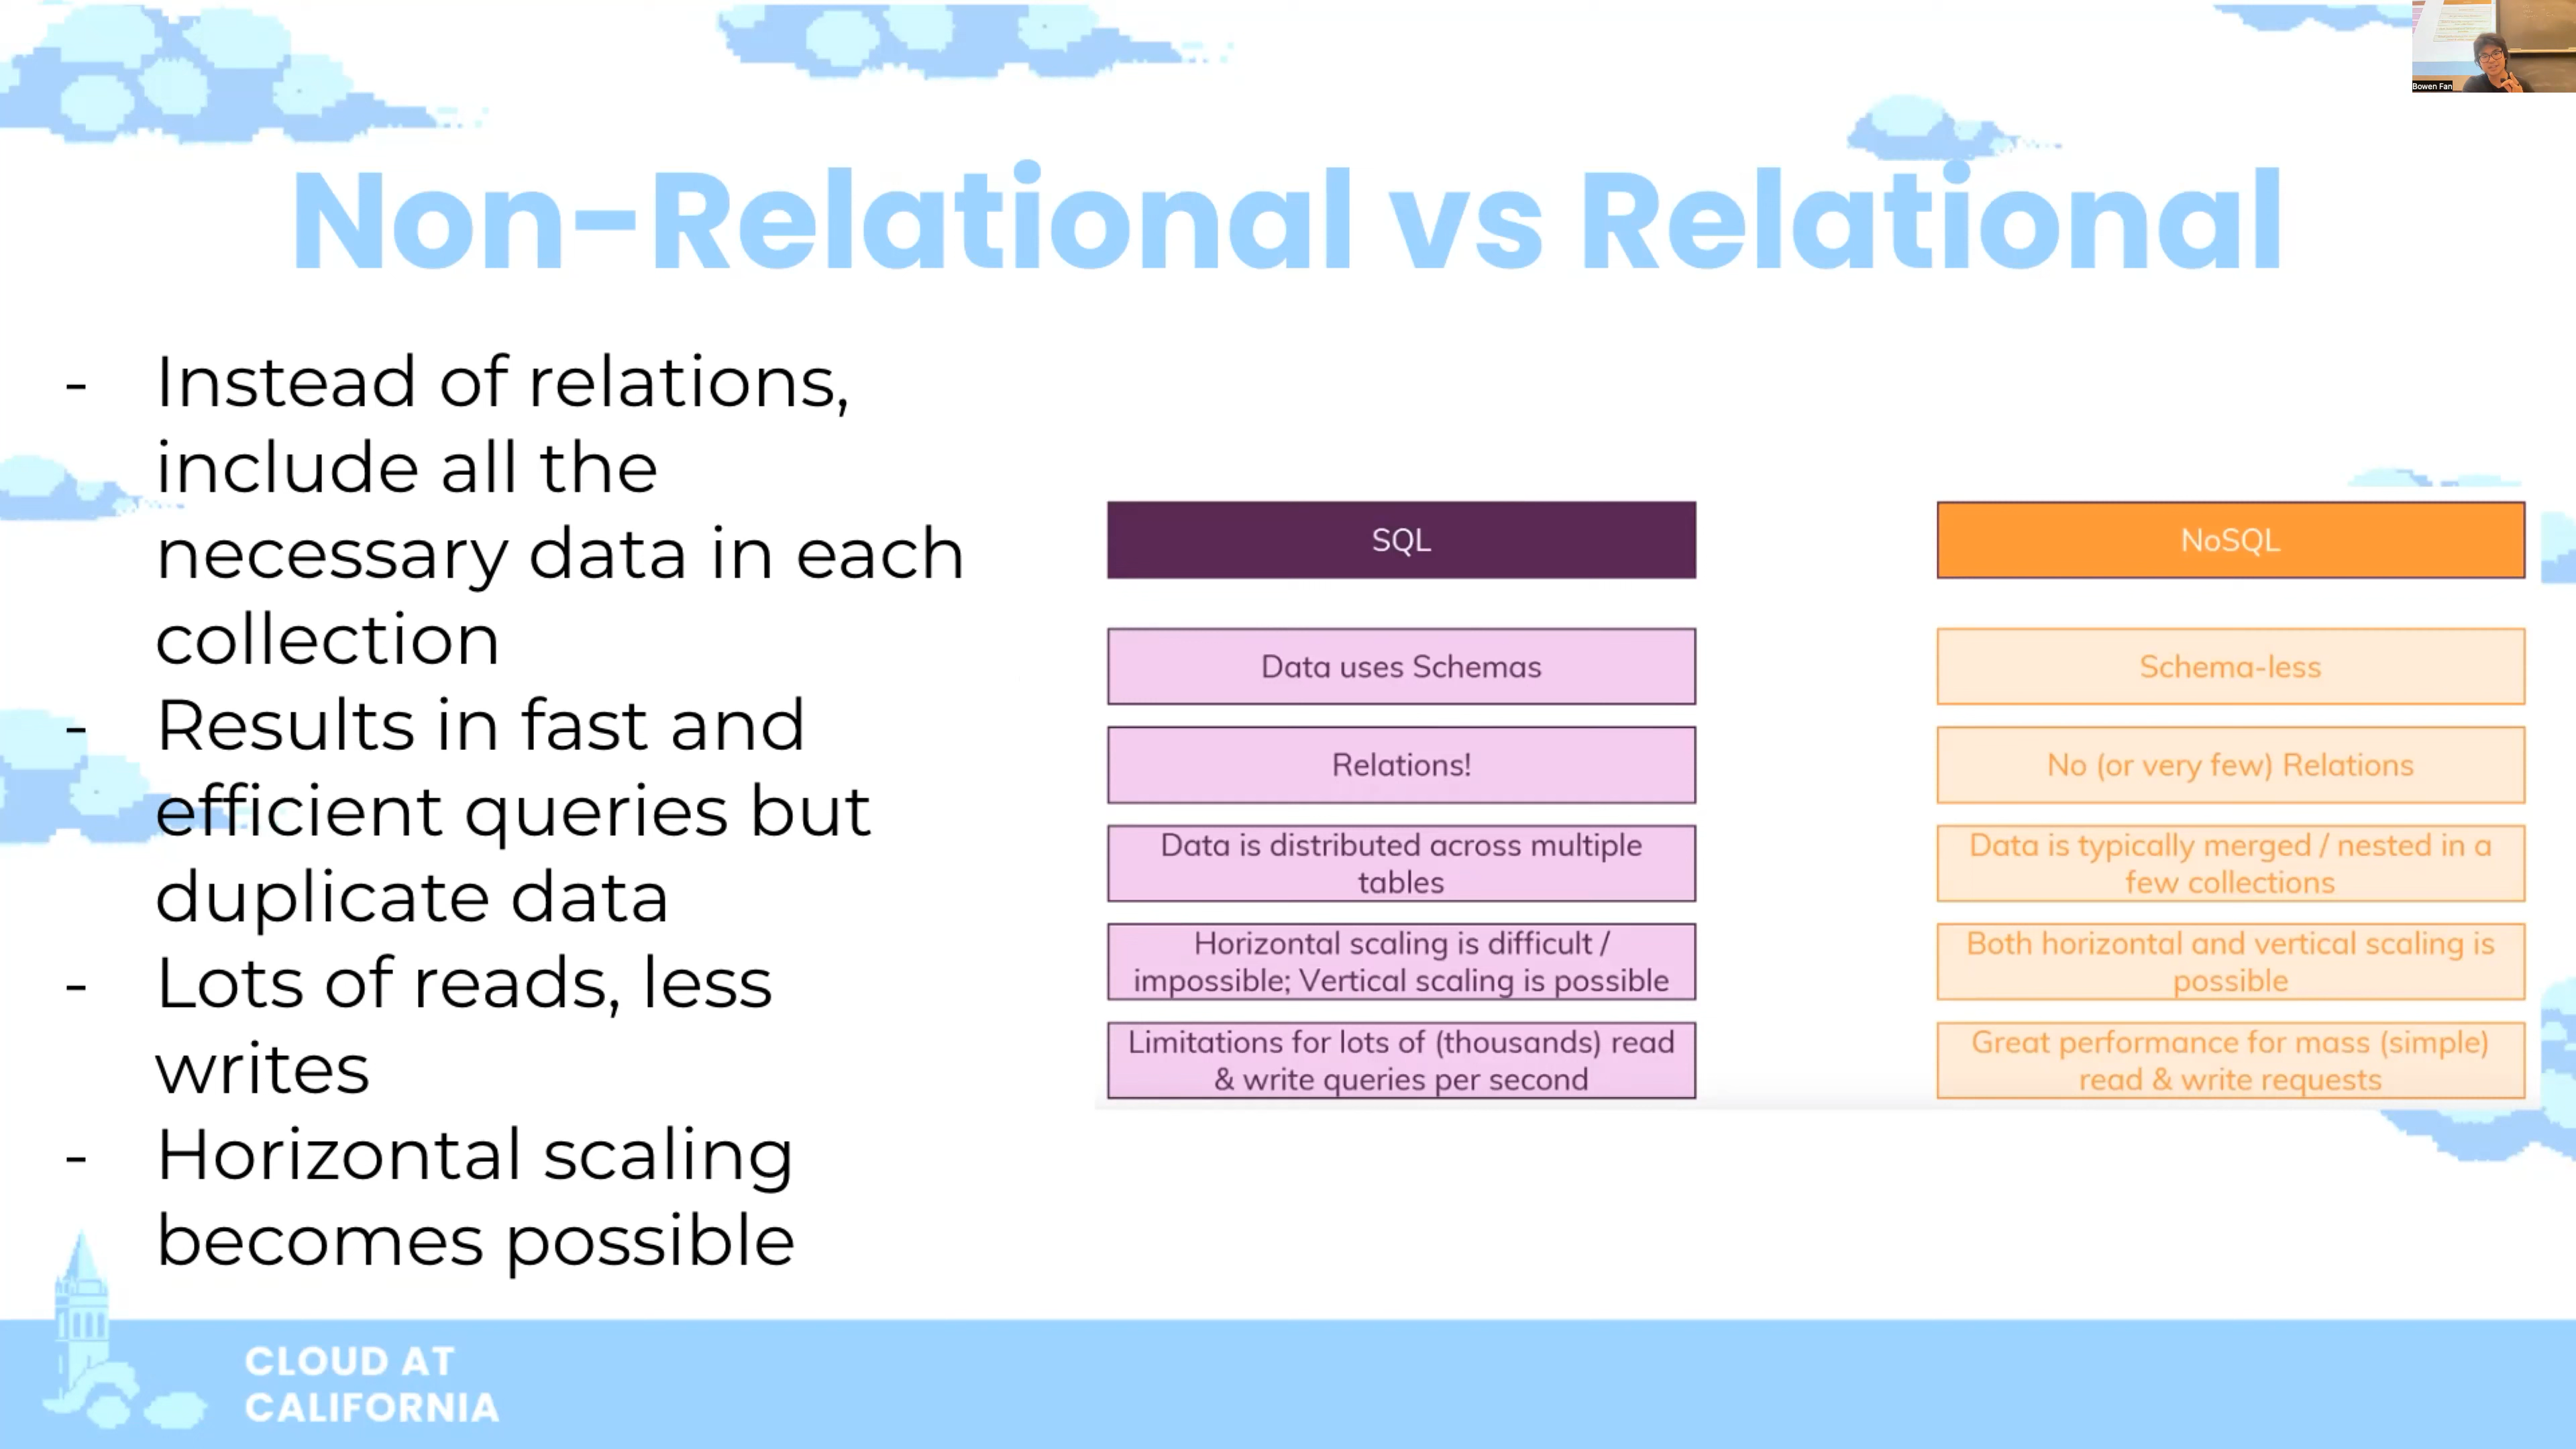 Bowen Fan
Non-Relational vs Relational
- Instead of relations,
include all the
necessary data in each
collection
- Results in fast and
efficient queries but
duplicate data
- Lots of reads, less
writes
- Horizontal scaling
becomes possible
SQL
Data uses Schemas
Relations!
Data is distributed across multiple
tables
Horizontal scaling is difficult /
impossible; Vertical scaling is possible
Limitations for lots of (thousands) read
& write queries per second
NoSQL
Schema-less
No (or very few) Relations
Data is typically merged / nested in a
few collections
Both horizontal and vertical scaling is
possible
Great performance for mass (simple)
read & write requests
CLOUD AT
CALIFORNIA